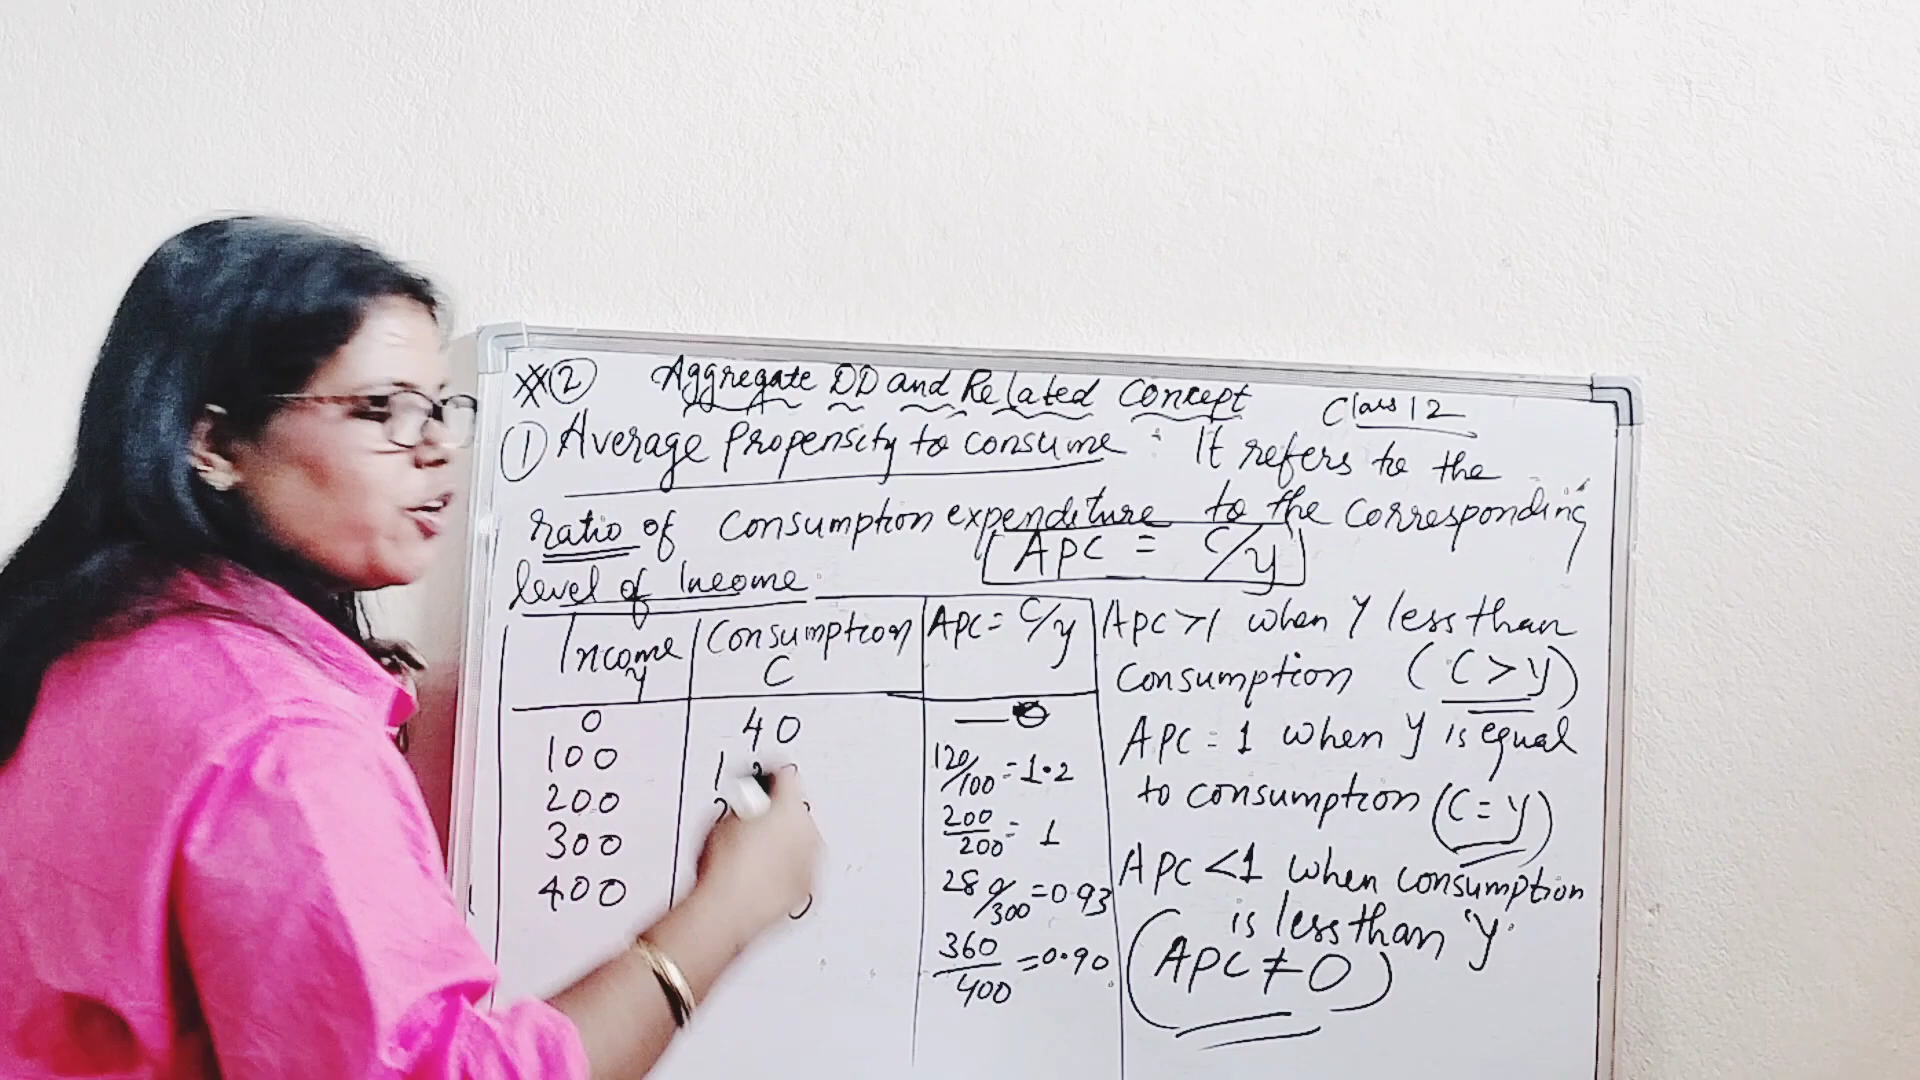 ② Aggregate DD and Related Concept Class 12
① Average propensity to consume : It refers to the
ratio of consumption expenditure to the corresponding
level of Income. APC = C/y
Income y Consumption C APC = C/y
0 40 —
100 1 120/100 = 1.2
200 2 200/200 = 1
300 280/300 = 0.93
400 360/400 = 0.90
APC >1 when Y less than
consumption (C > Y)
APC = 1 when Y is equal
to consumption (C = Y)
APC < 1 when consumption
is less than "Y".
(APC ≠ 0)